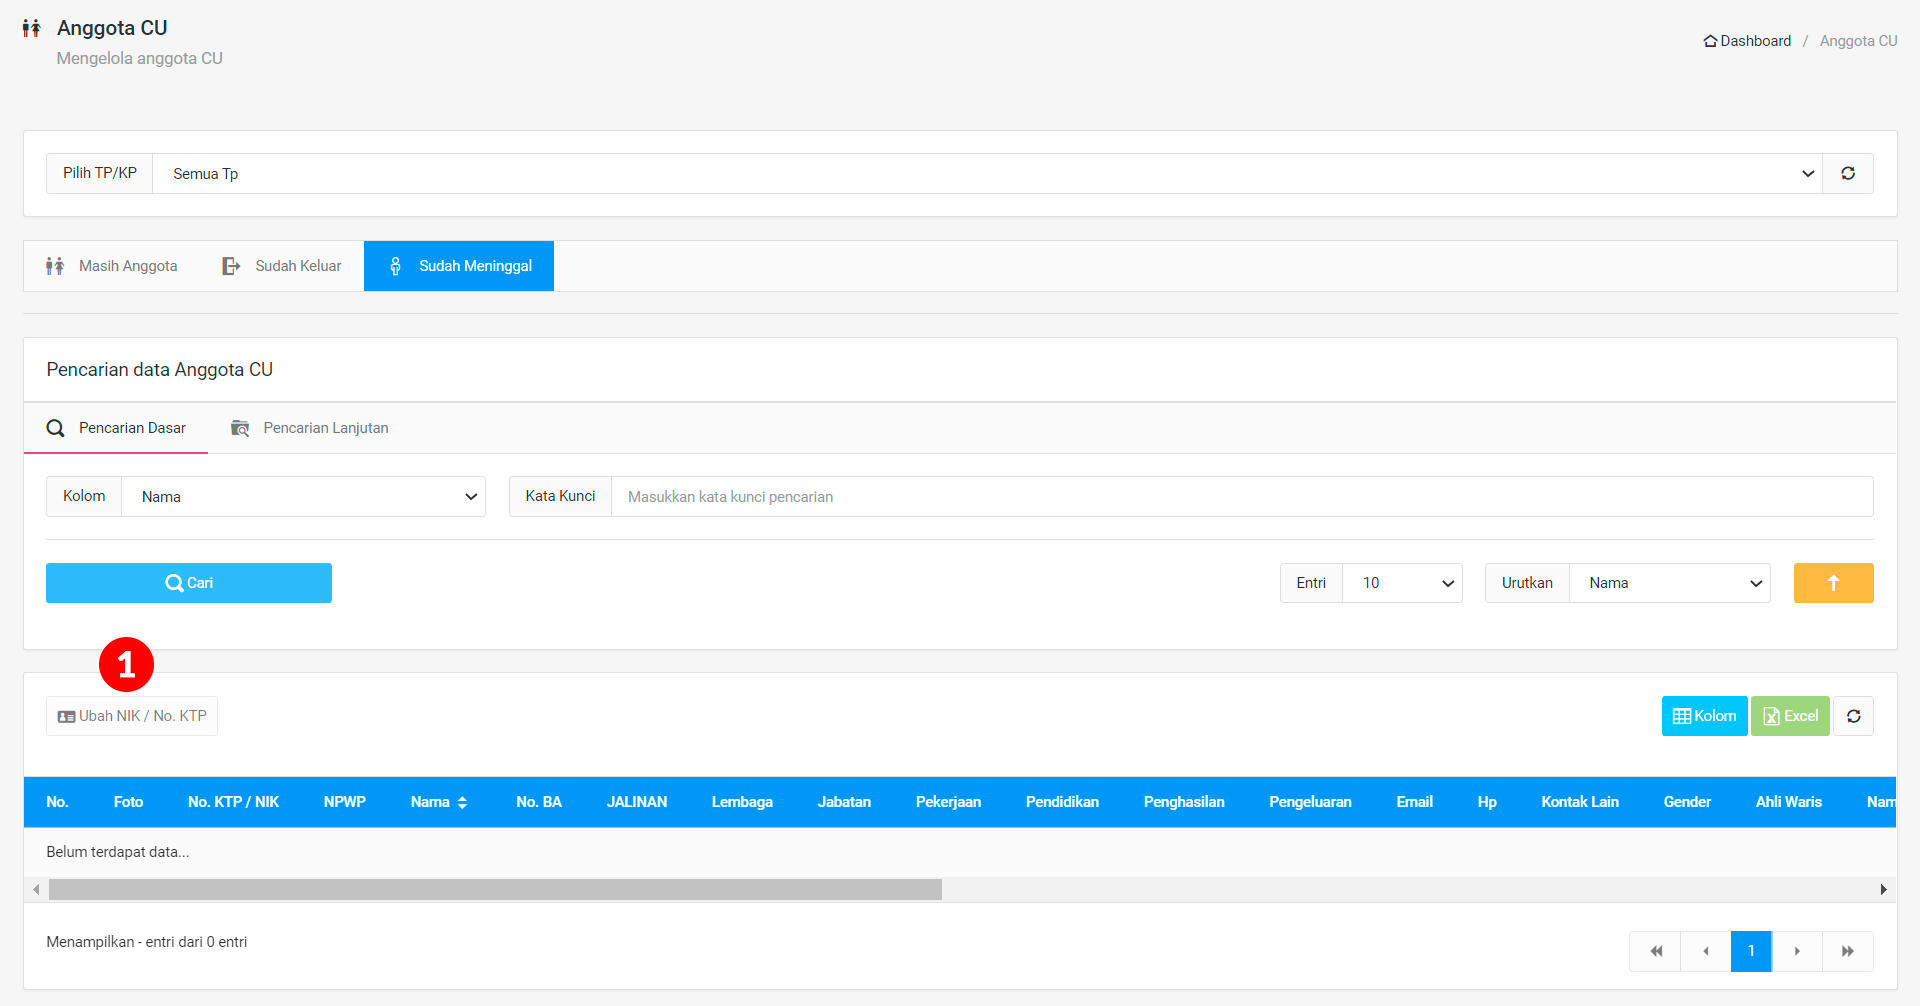 Anggota CU
Mengelola anggota CU
Dashboard / Anggota CU
Pilih TP/KP Semua Tp
Masih Anggota Sudah Keluar Sudah Meninggal
Pencarian data Anggota CU
Pencarian Dasar Pencarian Lanjutan
Kolom Nama Kata Kunci Masukkan kata kunci pencarian
Cari Entri 10 Urutkan Nama
1
Ubah NIK / No. KTP Kolom Excel
No. Foto No. KTP / NIK NPWP Nama No. BA JALINAN Lembaga Jabatan Pekerjaan Pendidikan Penghasilan Pengeluaran Email Hp Kontak Lain Gender Ahli Waris Nam
Belum terdapat data...
Menampilkan - entri dari 0 entri
1